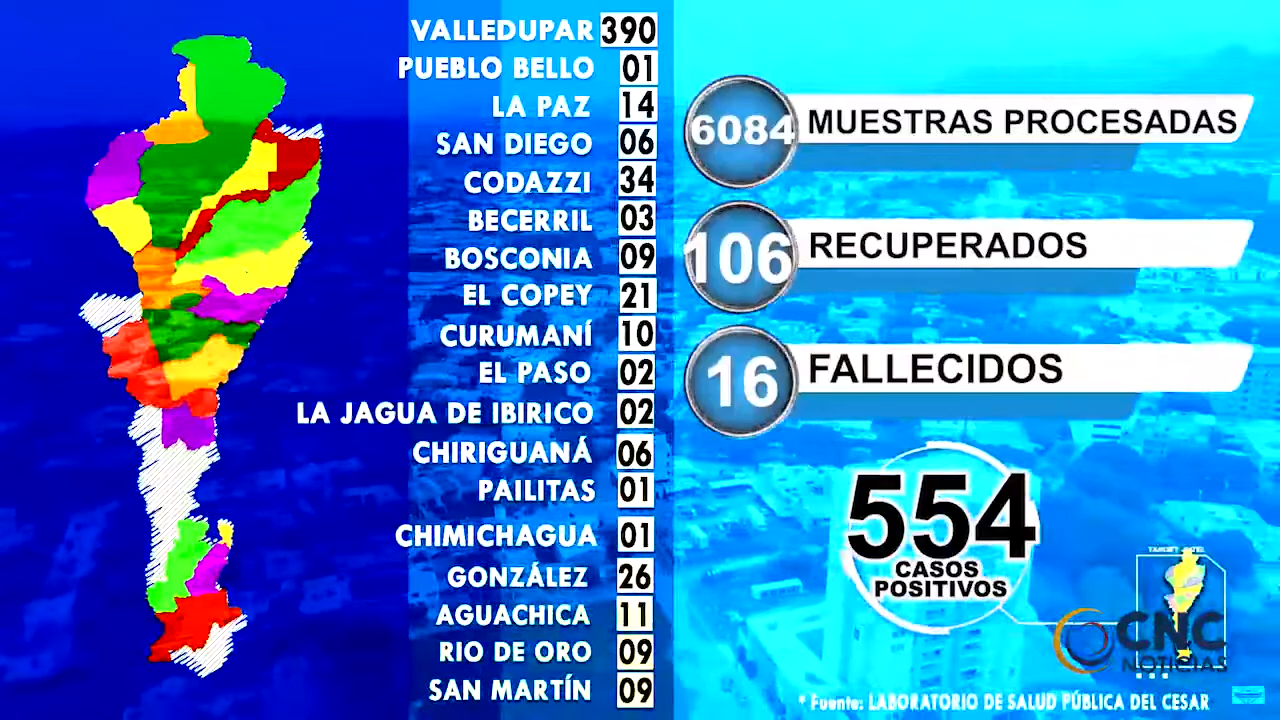 VALLEDUPAR 390
PUEBLO BELLO 01
LA PAZ 14
SAN DIEGO 06
CODAZZI 34
BECERRIL 03
BOSCONIA 09
EL COPEY 21
CURUMANÍ 10
EL PASO 02
LA JAGUA DE IBIRICO 02
CHIRIGUANÁ 06
PAILITAS 01
CHIMICHAGUA 01
GONZÁLEZ 26
AGUACHICA 11
RIO DE ORO 09
SAN MARTÍN 09
6084 MUESTRAS PROCESADAS
106 RECUPERADOS
16 FALLECIDOS
554
CASOS
POSITIVOS
CNC
NOTICIAS
* Fuente: LABORATORIO DE SALUD PÚBLICA DEL CESAR